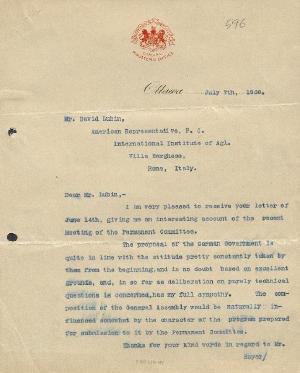 596
CANADA
MINISTER'S OFFICE
Ottawa July 7th, 1908.
Mr. David Lubin,
American Representative, P. C.
International Institute of Agl.
Villa Borghese,
Rome, Italy.
Dear Mr. Lubin,-
I am very pleased to receive your letter of
June 14th, giving me an interesting account of the recent
Meeting of the Permanent Committee.
The proposal of the German Government is
quite in line with the attitude pretty constantly taken by
them from the beginning, and is no doubt based on excellent
grounds, and, in so far as deliberation on purely technical
questions is concerned, has my full sympathy. The com-
position of the General Assembly would be naturally in-
fluenced somewhat by the character of the program prepared
for submission to it by the Permanent Committee.
Thanks for your kind words in regard to Mr.